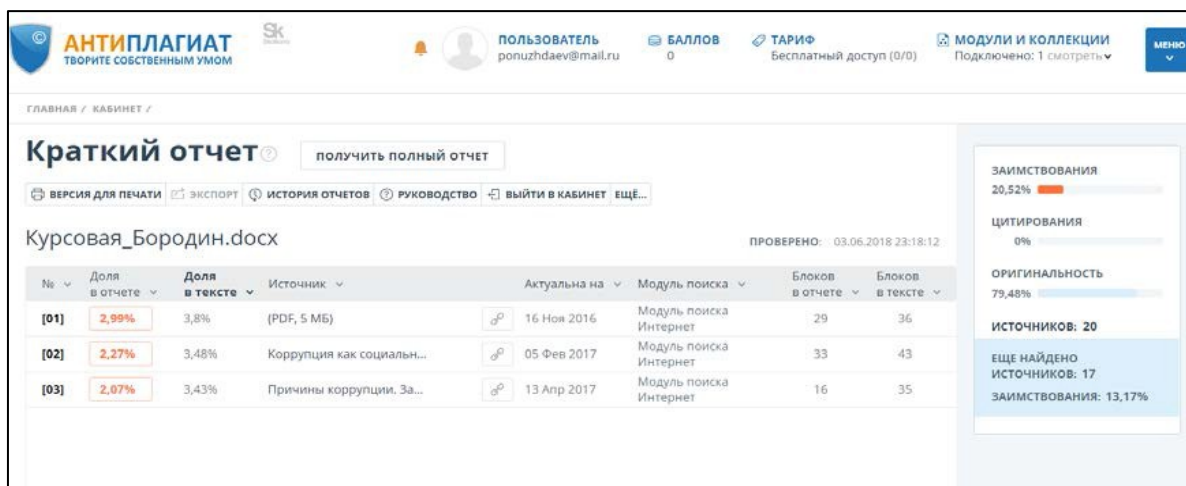 ©
АНТИПЛАГИАТ
ТВОРИТЕ СОБСТВЕННЫМ УМОМ
Sk
ПОЛЬЗОВАТЕЛЬ
ponuzhdaev@mail.ru
БАЛЛОВ
0
ТАРИФ
Бесплатный доступ (0/0)
МОДУЛИ И КОЛЛЕКЦИИ
Подключено: 1 смотреть
МЕНЮ
ГЛАВНАЯ / КАБИНЕТ /
Краткий отчет ?
ПОЛУЧИТЬ ПОЛНЫЙ ОТЧЕТ
ВЕРСИЯ ДЛЯ ПЕЧАТИ ЭКСПОРТ ИСТОРИЯ ОТЧЕТОВ ? РУКОВОДСТВО ВЫЙТИ В КАБИНЕТ ЕЩЁ...
Курсовая_Бородин.docx
ПРОВЕРЕНО: 03.06.2018 23:18:12
№ Доля в отчете Доля в тексте Источник Актуальна на Модуль поиска Блоков в отчете Блоков в тексте
[01] 2,99% 3,8% (PDF, 5 МБ) 16 Ноя 2016 Модуль поиска Интернет 29 36
[02] 2,27% 3,48% Коррупция как социальн... 05 Фев 2017 Модуль поиска Интернет 33 43
[03] 2,07% 3,43% Причины коррупции. За... 13 Апр 2017 Модуль поиска Интернет 16 35
ЗАИМСТВОВАНИЯ
20,52%
ЦИТИРОВАНИЯ
0%
ОРИГИНАЛЬНОСТЬ
79,48%
ИСТОЧНИКОВ: 20
ЕЩЕ НАЙДЕНО
ИСТОЧНИКОВ: 17
ЗАИМСТВОВАНИЯ: 13,17%